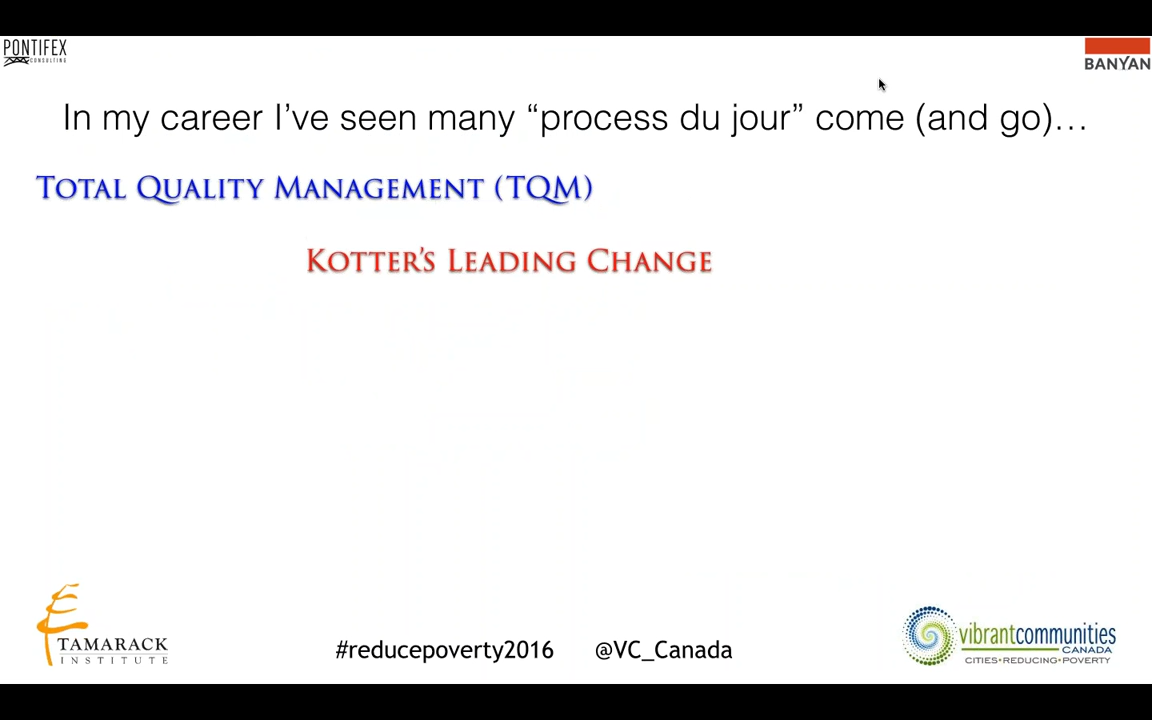 PONTIFEX
CONSULTING
BANYAN
In my career I’ve seen many “process du jour” come (and go)…
TOTAL QUALITY MANAGEMENT (TQM)
KOTTER’S LEADING CHANGE
TAMARACK
INSTITUTE
#reducepoverty2016 @VC_Canada
vibrantcommunities
CANADA
CITIES•REDUCING•POVERTY